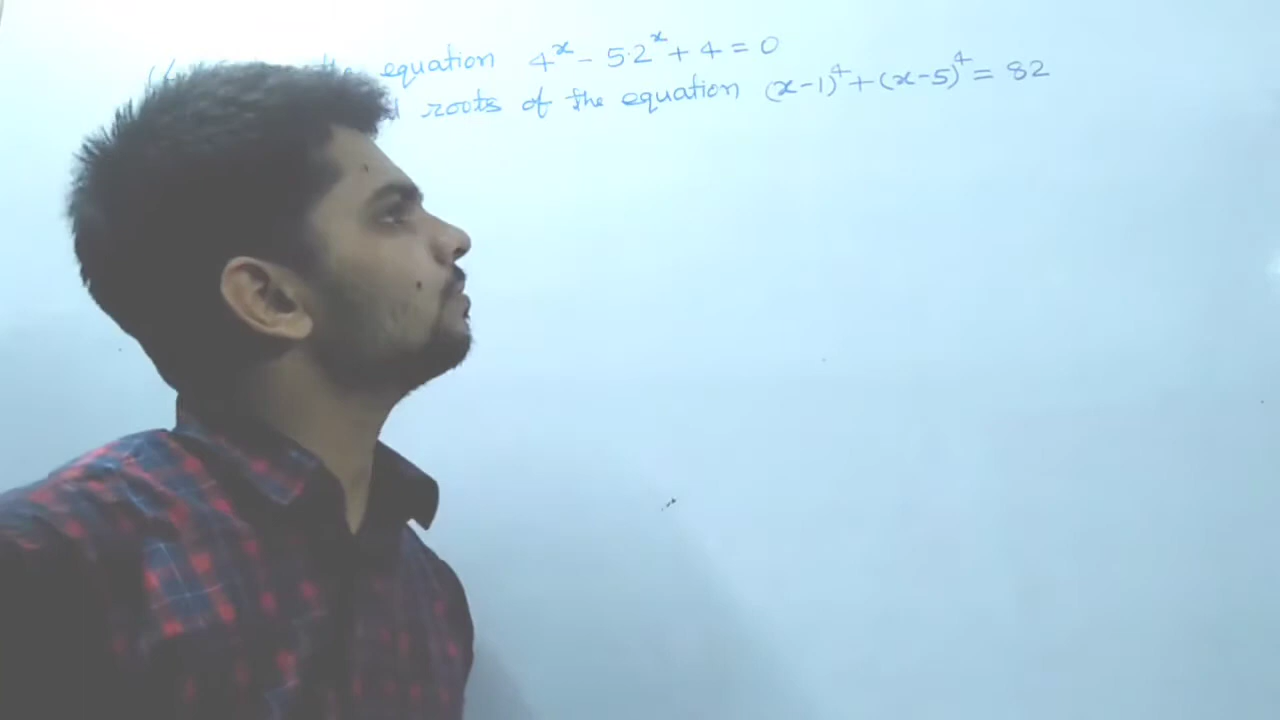 equation 4^x - 5·2^x + 4 = 0
roots of the equation (x-1)^4 + (x-5)^4 = 82